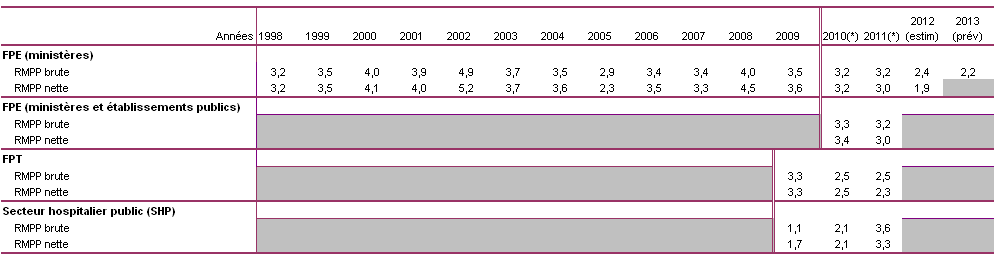 2012 2013
Années 1998 1999 2000 2001 2002 2003 2004 2005 2006 2007 2008 2009 2010(*) 2011(*) (estim) (prév)
FPE (ministères)
RMPP brute 3,2 3,5 4,0 3,9 4,9 3,7 3,5 2,9 3,4 3,4 4,0 3,5 3,2 3,2 2,4 2,2
RMPP nette 3,2 3,5 4,1 4,0 5,2 3,7 3,6 2,3 3,5 3,3 4,5 3,6 3,2 3,0 1,9
FPE (ministères et établissements publics)
RMPP brute 3,3 3,2
RMPP nette 3,4 3,0
FPT
RMPP brute 3,3 2,5 2,5
RMPP nette 3,3 2,5 2,3
Secteur hospitalier public (SHP)
RMPP brute 1,1 2,1 3,6
RMPP nette 1,7 2,1 3,3